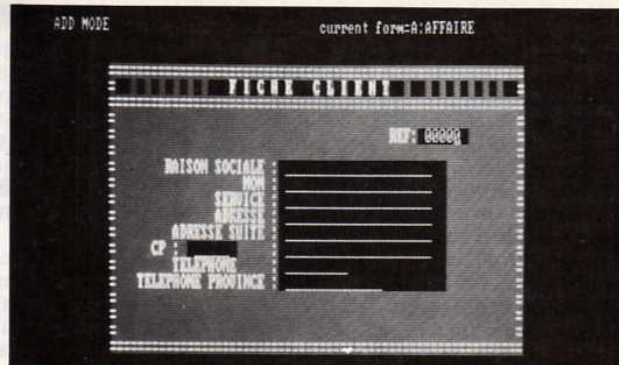 ADD MODE current form=A:AFFAIRE
FICHE CLIENT
REF: 00000
RAISON SOCIALE :
NOM :
SERVICE :
ADRESSE :
ADRESSE SUITE :
CP : :
TELEPHONE :
TELEPHONE PROVINCE :